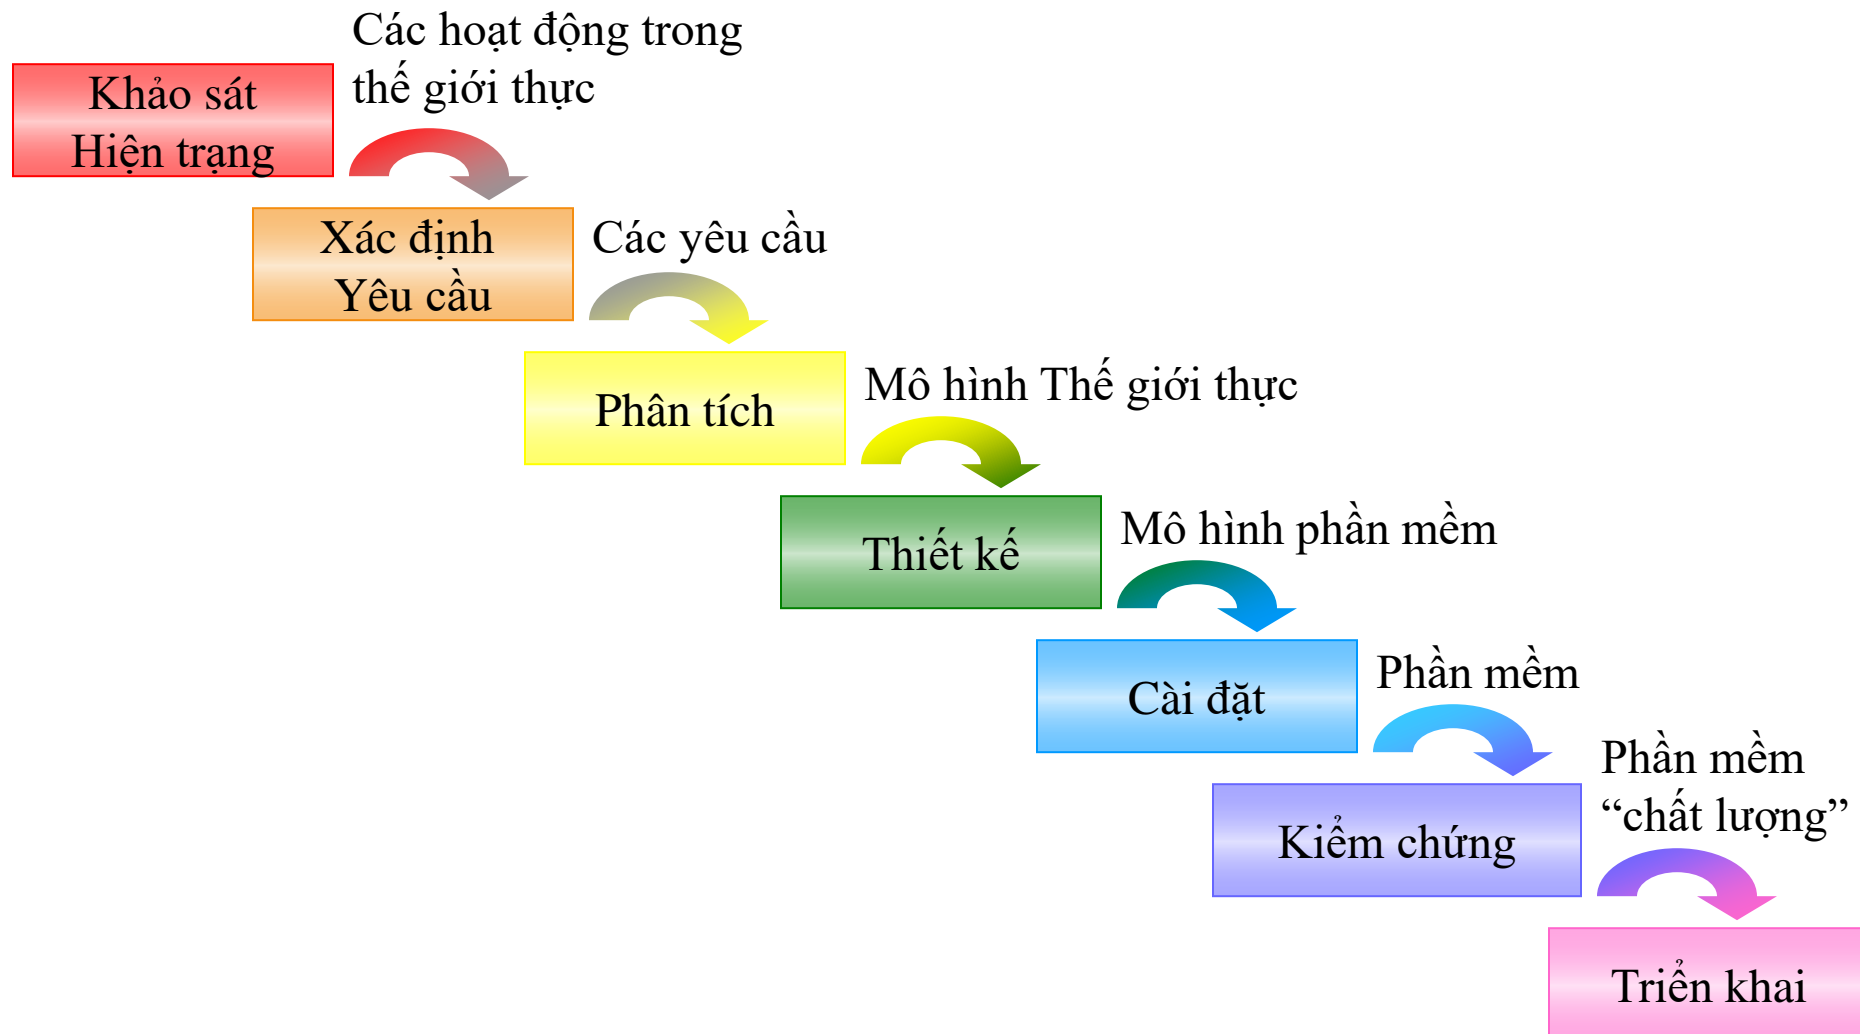 Các hoạt động trong
thế giới thực
Khảo sát
Hiện trạng
Xác định
Yêu cầu
Các yêu cầu
Phân tích
Mô hình Thế giới thực
Thiết kế
Mô hình phần mềm
Cài đặt
Phần mềm
Kiểm chứng
Phần mềm
“chất lượng”
Triển khai